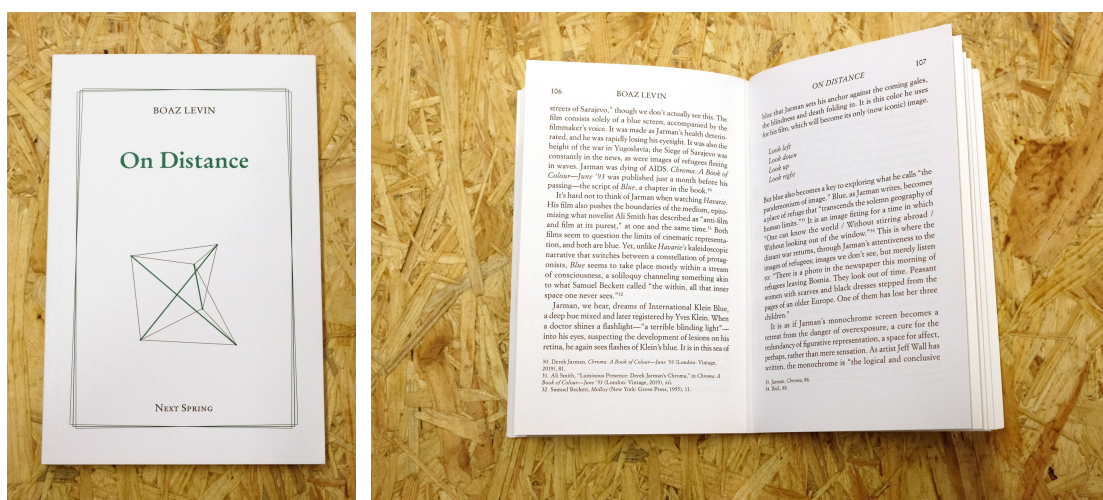 BOAZ LEVIN
On Distance
NEXT SPRING
106
BOAZ LEVIN
streets of Sarajevo," though we don't actually see this. The
film consists solely of a blue screen, accompanied by the
filmmaker's voice. It was made as Jarman's health deterio-
rated, and he was rapidly losing his eyesight. It was also the
height of the war in Yugoslavia; the Siege of Sarajevo was
constantly in the news, as were images of refugees fleeing
in waves. Jarman was dying of AIDS. Chroma: A Book of
Colour—June '93 was published just a month before his
passing—the script of Blue, a chapter in the book.30
It's hard not to think of Jarman when watching Havarie.
His film also pushes the boundaries of the medium, epito-
mizing what novelist Ali Smith has described as "anti-film
and film at its purest," at one and the same time.31 Both
films seem to question the limits of cinematic representa-
tion, and both are blue. Yet, unlike Havarie's kaleidoscopic
narrative that switches between a constellation of protag-
onists, Blue seems to take place mostly within a stream
of consciousness, a soliloquy channeling something akin
to what Samuel Beckett called "the within, all that inner
space one never sees."32
Jarman, we hear, dreams of International Klein Blue,
a deep hue mixed and later registered by Yves Klein. When
a doctor shines a flashlight—"a terrible blinding light"—
into his eyes, suspecting the development of lesions on his
retina, he again sees flashes of Klein's blue. It is in this sea of
30. Derek Jarman, Chroma: A Book of Colour—June '93 (London: Vintage,
2019), 81.
31. Ali Smith, "Luminous Presence: Derek Jarman's Chroma," in Chroma: A
Book of Colour—June '93 (London: Vintage, 2019), xii.
32. Samuel Beckett, Molloy (New York: Grove Press, 1955), 11.
ON DISTANCE
107
blue that Jarman sets his anchor against the coming gales,
the blindness and death folding in. It is this color he uses
for his film, which will become its only (now iconic) image.
Look left
Look down
Look up
Look right
But blue also becomes a key to exploring what he calls "the
pandemonium of image." Blue, as Jarman writes, becomes
a place of refuge that "transcends the solemn geography of
human limits."33 It is an image fitting for a time in which
"One can know the world / Without stirring abroad /
Without looking out of the window."34 This is where the
distant war returns, through Jarman's attentiveness to the
images of refugees; images we don't see, but merely listen
to: "There is a photo in the newspaper this morning of
refugees leaving Bosnia. They look out of time. Peasant
women with scarves and black dresses stepped from the
pages of an older Europe. One of them has lost her three
children."
It is as if Jarman's monochrome screen becomes a
retreat from the danger of overexposure, a cure for the
redundancy of figurative representation, a space for affect,
perhaps, rather than mere sensation. As artist Jeff Wall has
written, the monochrome is "the logical and conclusive
33. Jarman, Chroma, 86.
34. Ibid, 88.